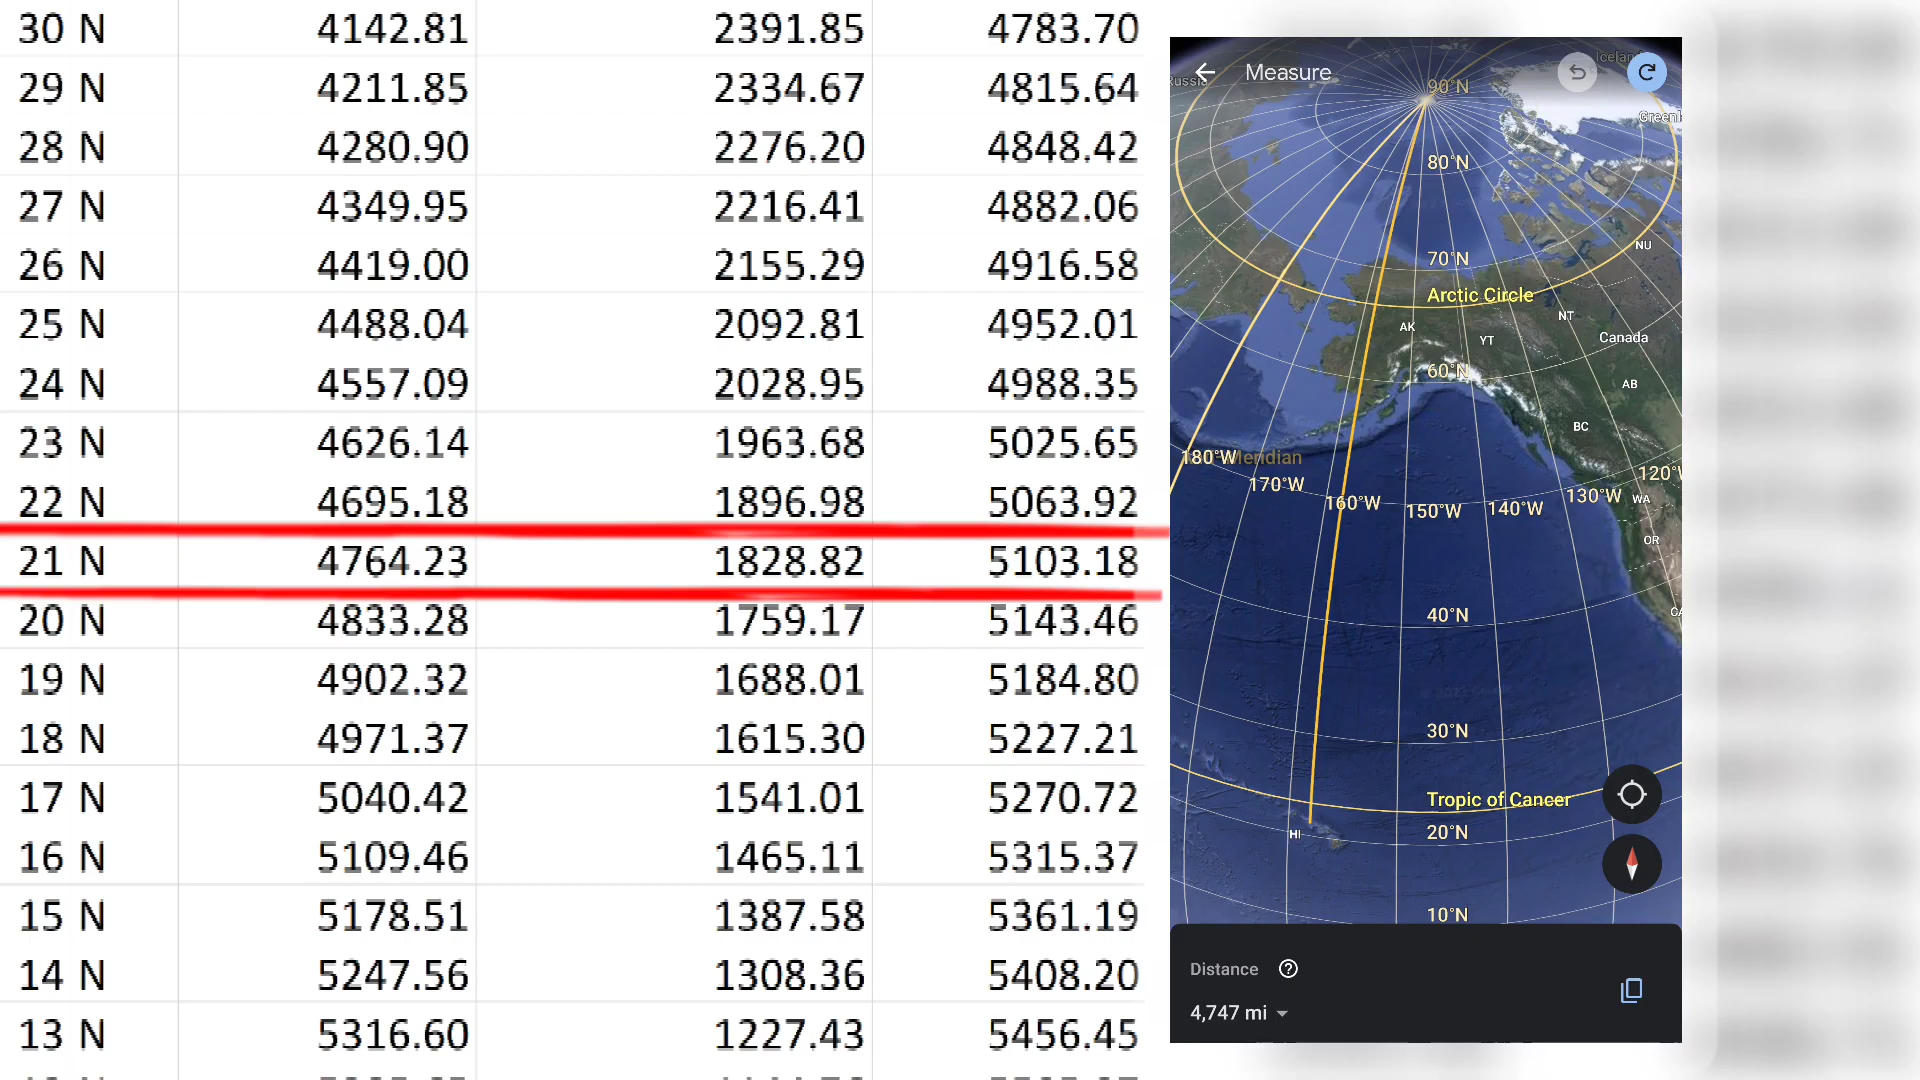 30 N 4142.81 2391.85 4783.70
29 N 4211.85 2334.67 4815.64
28 N 4280.90 2276.20 4848.42
27 N 4349.95 2216.41 4882.06
26 N 4419.00 2155.29 4916.58
25 N 4488.04 2092.81 4952.01
24 N 4557.09 2028.95 4988.35
23 N 4626.14 1963.68 5025.65
22 N 4695.18 1896.98 5063.92
21 N 4764.23 1828.82 5103.18
20 N 4833.28 1759.17 5143.46
19 N 4902.32 1688.01 5184.80
18 N 4971.37 1615.30 5227.21
17 N 5040.42 1541.01 5270.72
16 N 5109.46 1465.11 5315.37
15 N 5178.51 1387.58 5361.19
14 N 5247.56 1308.36 5408.20
13 N 5316.60 1227.43 5456.45
Measure
90°N
80°N
NU
70°N
Arctic Circle
NT
AK
YT
Canada
60°N
AB
BC
180°W Meridian
120°W
170°W
130°W
WA
160°W
150°W
140°W
OR
40°N
30°N
Tropic of Cancer
20°N
HI
10°N
Distance
4,747 mi